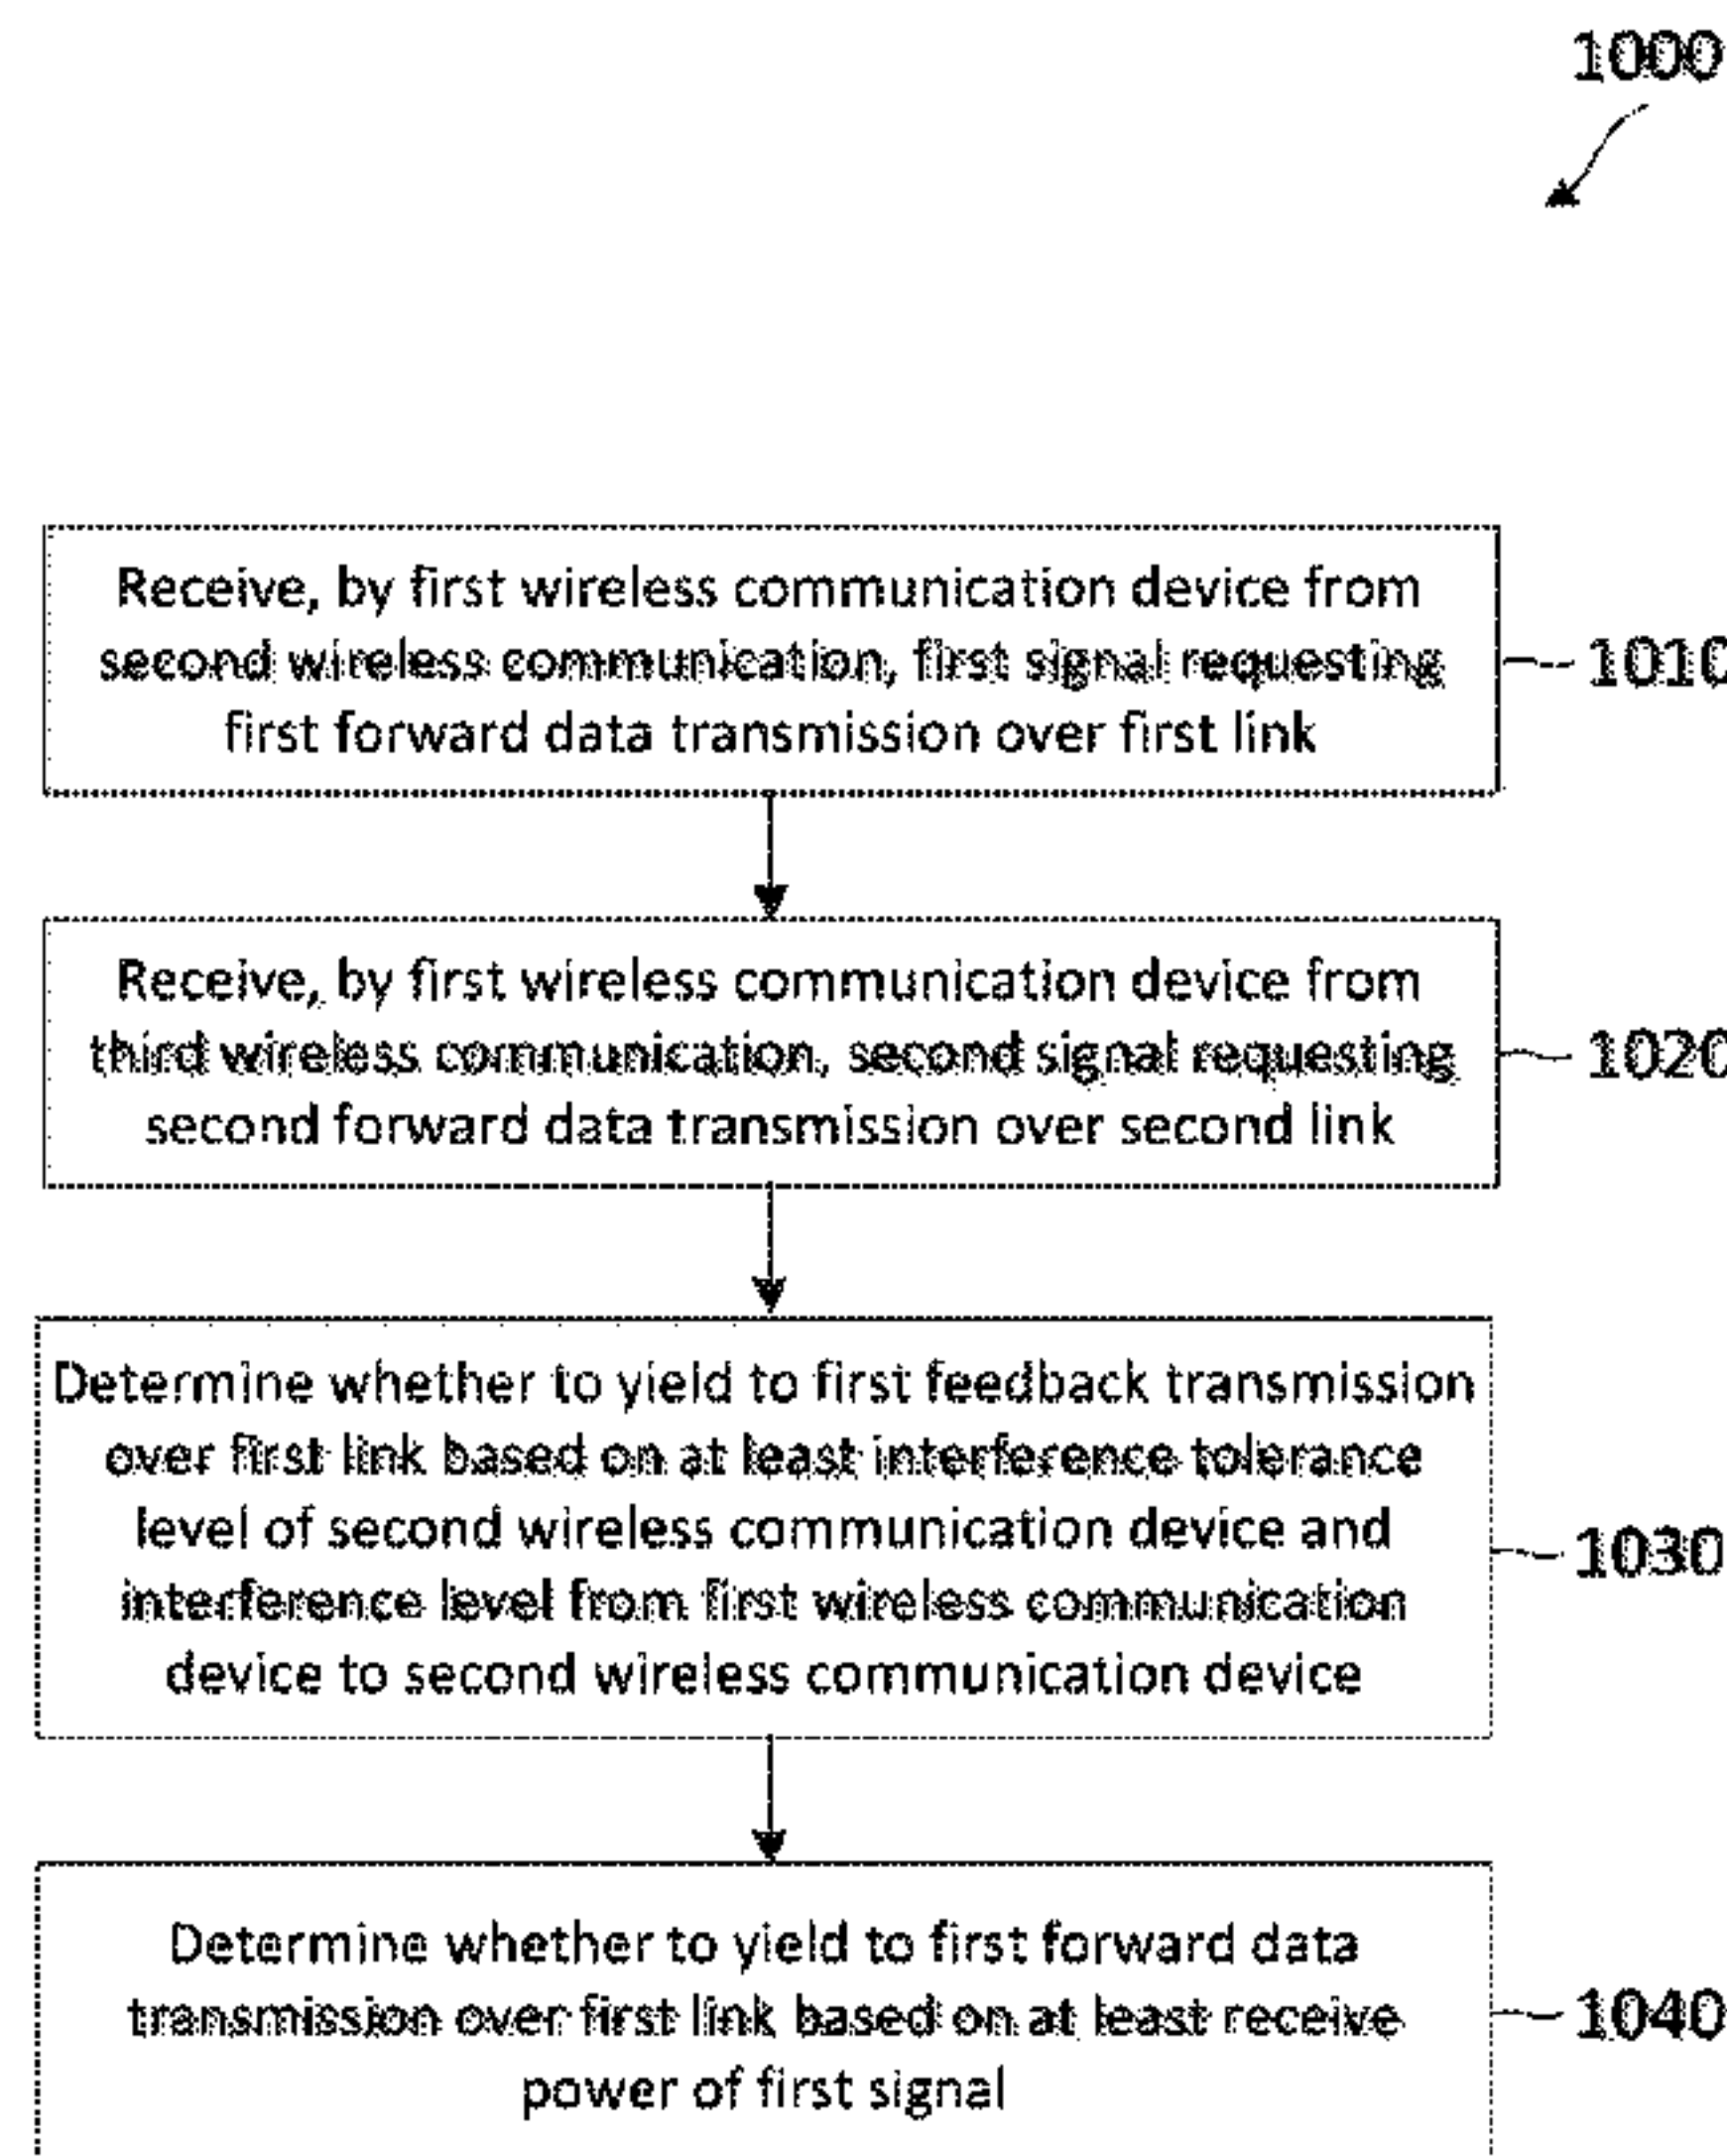 1000
Receive, by first wireless communication device from
second wireless communication, first signal requesting
first forward data transmission over first link
1010
Receive, by first wireless communication device from
third wireless communication, second signal requesting
second forward data transmission over second link
1020
Determine whether to yield to first feedback transmission
over first link based on at least interference tolerance
level of second wireless communication device and
interference level from first wireless communication
device to second wireless communication device
1030
Determine whether to yield to first forward data
transmission over first link based on at least receive
power of first signal
1040